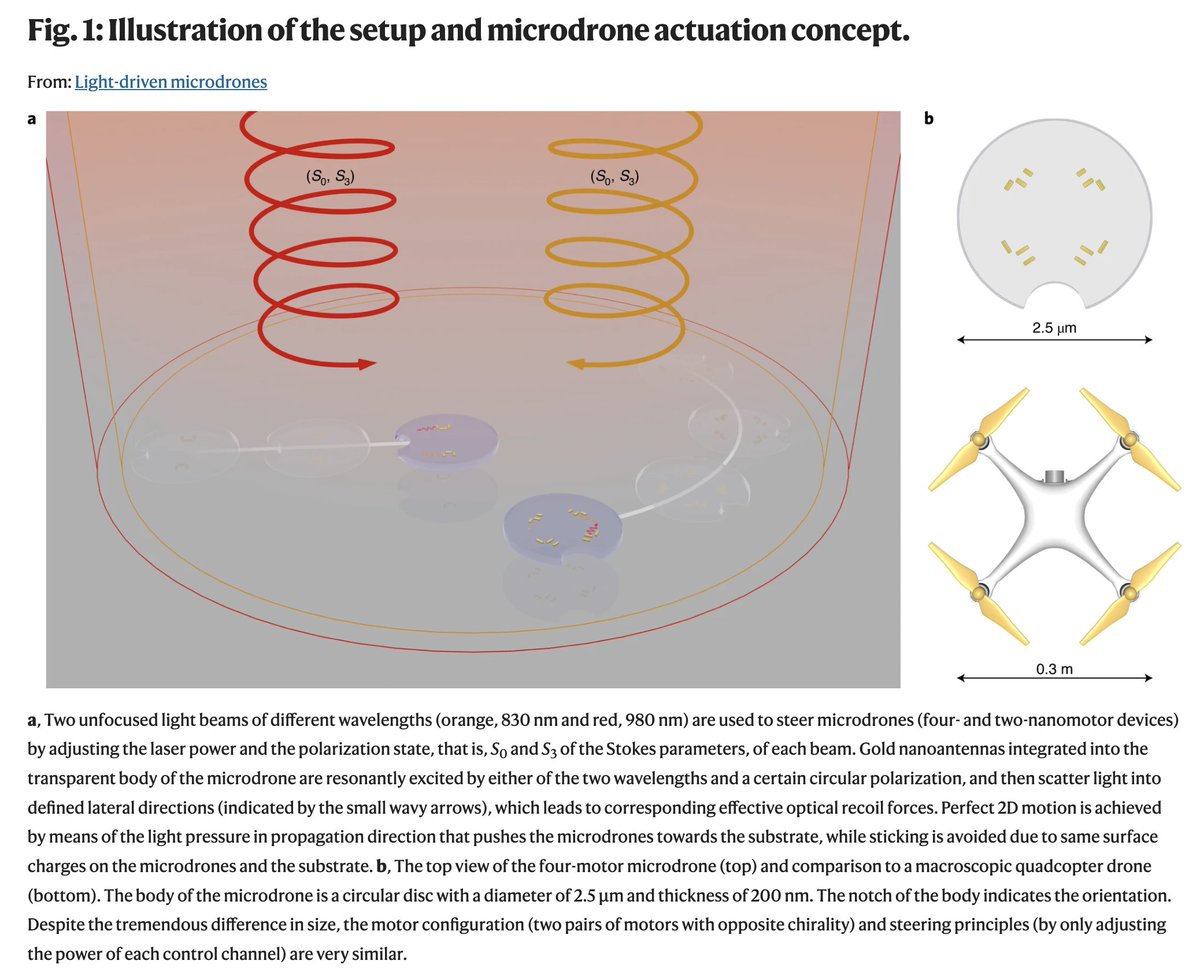 Fig. 1: Illustration of the setup and microdrone actuation concept.
From: Light-driven microdrones
a
b
(S₀, S₃)
(S₀, S₃)
2.5 μm
0.3 m
a, Two unfocused light beams of different wavelengths (orange, 830 nm and red, 980 nm) are used to steer microdrones (four- and two-nanomotor devices)
by adjusting the laser power and the polarization state, that is, S₀ and S₃ of the Stokes parameters, of each beam. Gold nanoantennas integrated into the
transparent body of the microdrone are resonantly excited by either of the two wavelengths and a certain circular polarization, and then scatter light into
defined lateral directions (indicated by the small wavy arrows), which leads to corresponding effective optical recoil forces. Perfect 2D motion is achieved
by means of the light pressure in propagation direction that pushes the microdrones towards the substrate, while sticking is avoided due to same surface
charges on the microdrones and the substrate. b, The top view of the four-motor microdrone (top) and comparison to a macroscopic quadcopter drone
(bottom). The body of the microdrone is a circular disc with a diameter of 2.5 μm and thickness of 200 nm. The notch of the body indicates the orientation.
Despite the tremendous difference in size, the motor configuration (two pairs of motors with opposite chirality) and steering principles (by only adjusting
the power of each control channel) are very similar.